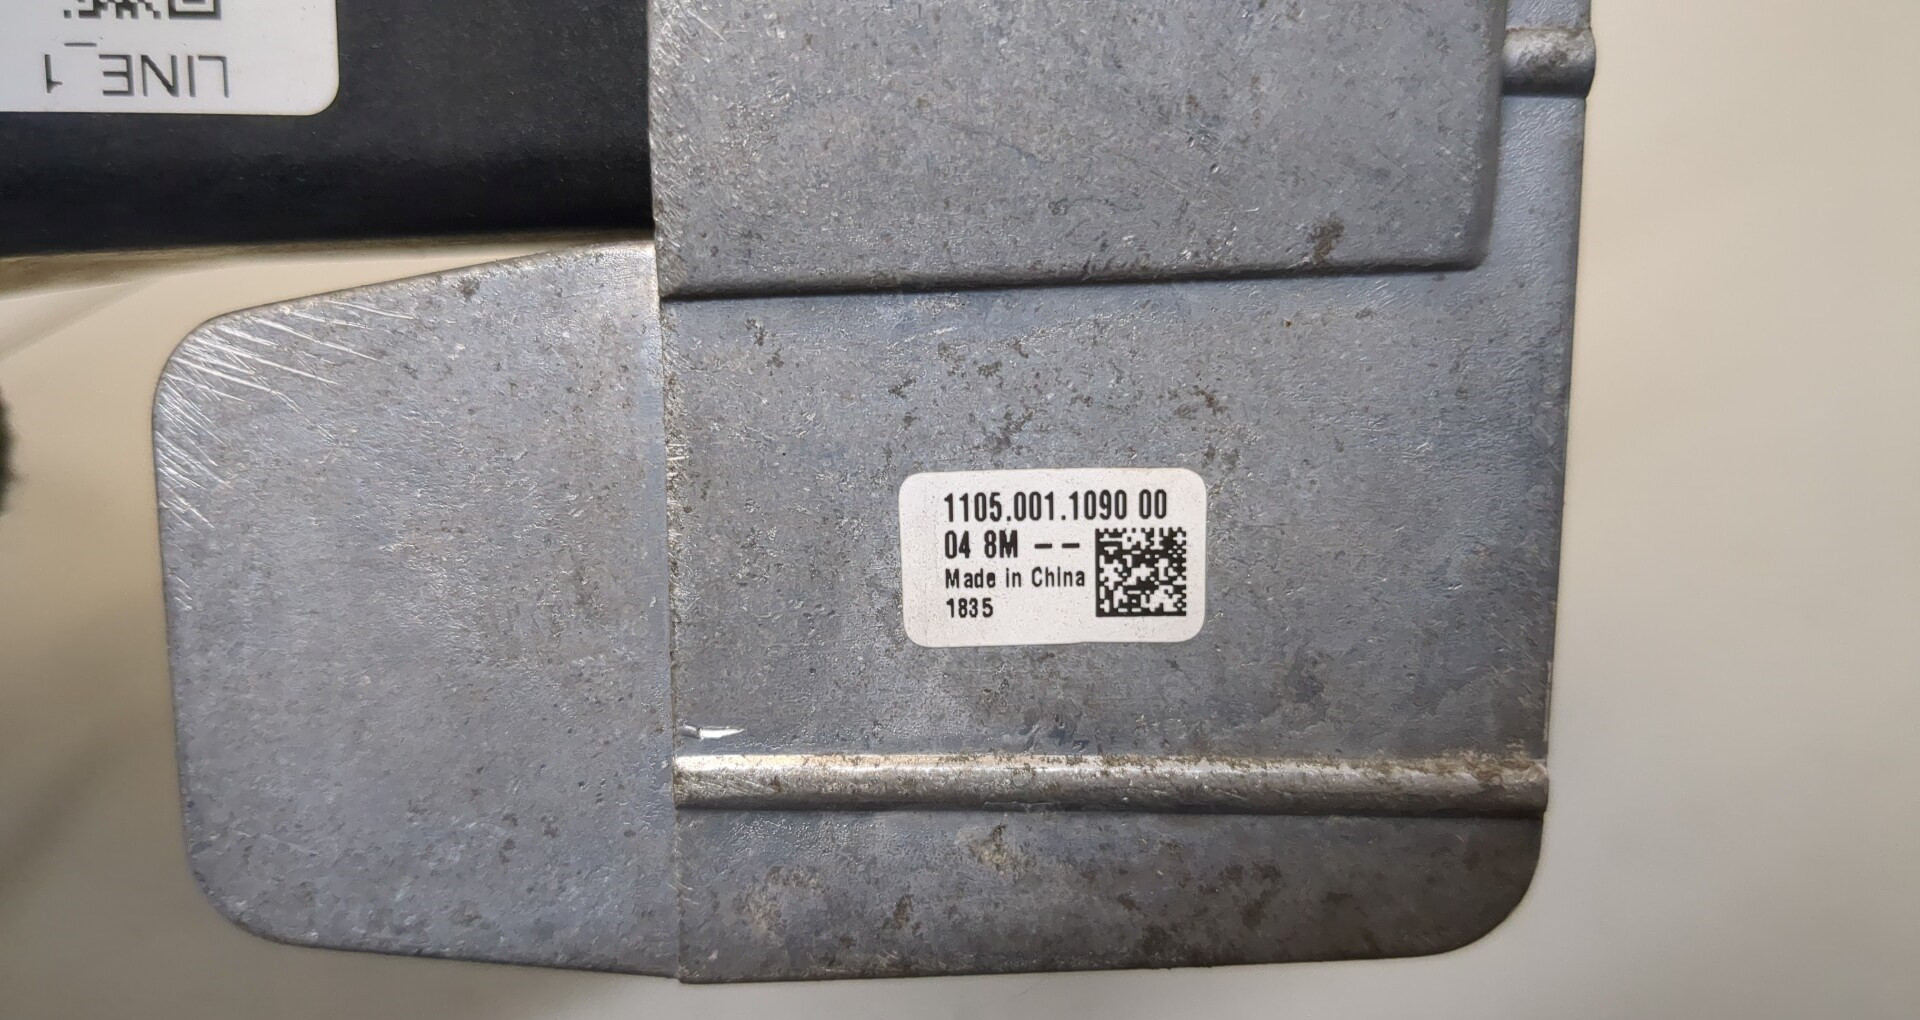 LINE_1
1105.001.1090 00
04 8M --
Made in China
1835